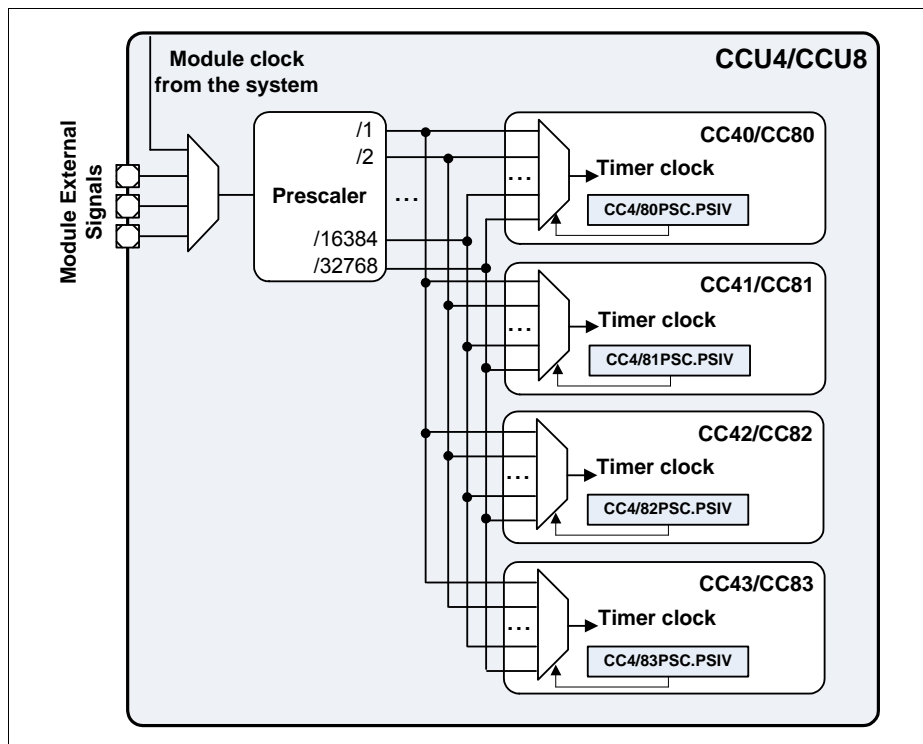 CCU4/CCU8
Module clock
from the system
Module External
Signals
Prescaler
/1
/2
...
/16384
/32768
CC40/CC80
Timer clock
...
CC4/80PSC.PSIV
CC41/CC81
Timer clock
...
CC4/81PSC.PSIV
CC42/CC82
Timer clock
...
CC4/82PSC.PSIV
CC43/CC83
Timer clock
...
CC4/83PSC.PSIV